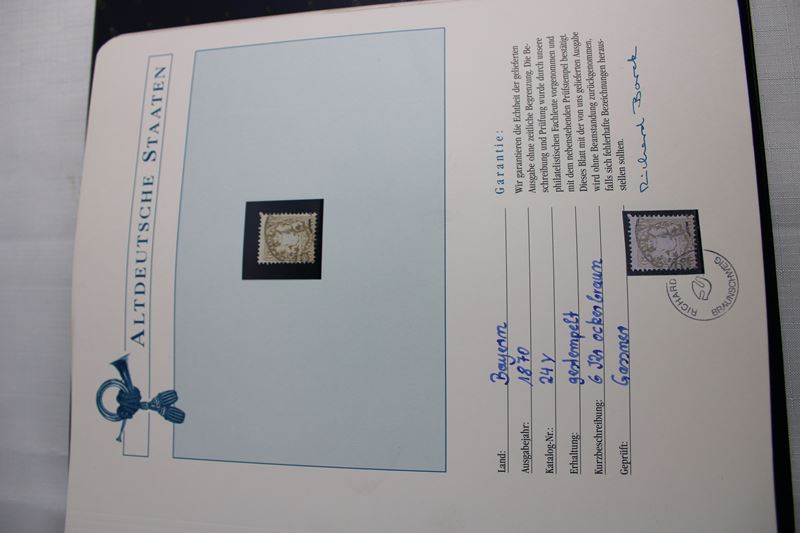 ALTDEUTSCHE STAATEN
Land: Bayern
Ausgabejahr: 1870
Katalog-Nr.: 24 Y
Erhaltung: gestempelt
Kurzbeschreibung: 6 Kr ockerbraun
Geprüft: Gassner
Garantie:
Wir garantieren die Echtheit der gelieferten
Ausgabe ohne zeitliche Begrenzung. Die Be-
schreibung und Prüfung wurde durch unsere
philatelistischen Fachleute vorgenommen und
mit dem nebenstehenden Prüfstempel bestätigt.
Dieses Blatt mit der von uns gelieferten Ausgabe
wird ohne Beanstandung zurückgenommen,
falls sich fehlerhafte Bezeichnungen heraus-
stellen sollten.
Richard Borek
RICHARD
BRAUNSCHWEIG